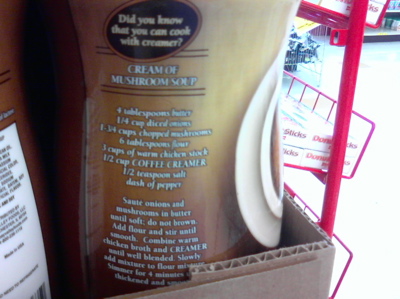 Did you know
that you can cook
with creamer?
CREAM OF
MUSHROOM SOUP
4 tablespoons butter
1/4 cup diced onions
1-3/4 cups chopped mushrooms
6 tablespoons flour
3 cups of warm chicken stock
1/2 cup COFFEE CREAMER
1/2 teaspoon salt
dash of pepper
Saute onions and
mushrooms in butter
until soft; do not brown.
Add flour and stir until
smooth. Combine warm
chicken broth and CREAMER
until well blended. Slowly
add mixture to flour
Simmer for 4 minutes
thickened and
Sticks
Sticks